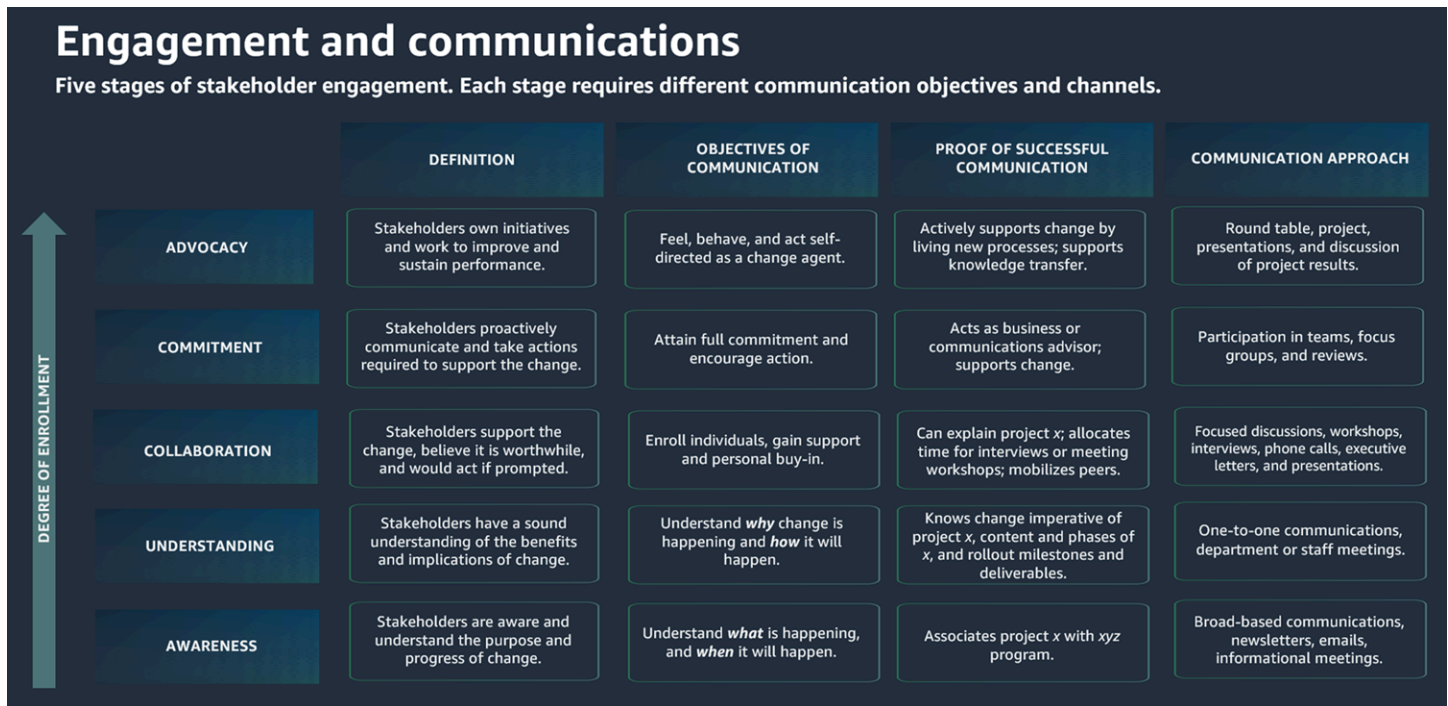 Engagement and communications
Five stages of stakeholder engagement. Each stage requires different communication objectives and channels.
DEFINITION
OBJECTIVES OF
COMMUNICATION
PROOF OF SUCCESSFUL
COMMUNICATION
COMMUNICATION APPROACH
DEGREE OF ENROLLMENT
ADVOCACY
Stakeholders own initiatives
and work to improve and
sustain performance.
Feel, behave, and act self-
directed as a change agent.
Actively supports change by
living new processes; supports
knowledge transfer.
Round table, project,
presentations, and discussion
of project results.
COMMITMENT
Stakeholders proactively
communicate and take actions
required to support the change.
Attain full commitment and
encourage action.
Acts as business or
communications advisor;
supports change.
Participation in teams, focus
groups, and reviews.
COLLABORATION
Stakeholders support the
change, believe it is worthwhile,
and would act if prompted.
Enroll individuals, gain support
and personal buy-in.
Can explain project x; allocates
time for interviews or meeting
workshops; mobilizes peers.
Focused discussions, workshops,
interviews, phone calls, executive
letters, and presentations.
UNDERSTANDING
Stakeholders have a sound
understanding of the benefits
and implications of change.
Understand why change is
happening and how it will
happen.
Knows change imperative of
project x, content and phases of
x, and rollout milestones and
deliverables.
One-to-one communications,
department or staff meetings.
AWARENESS
Stakeholders are aware and
understand the purpose and
progress of change.
Understand what is happening,
and when it will happen.
Associates project x with xyz
program.
Broad-based communications,
newsletters, emails,
informational meetings.